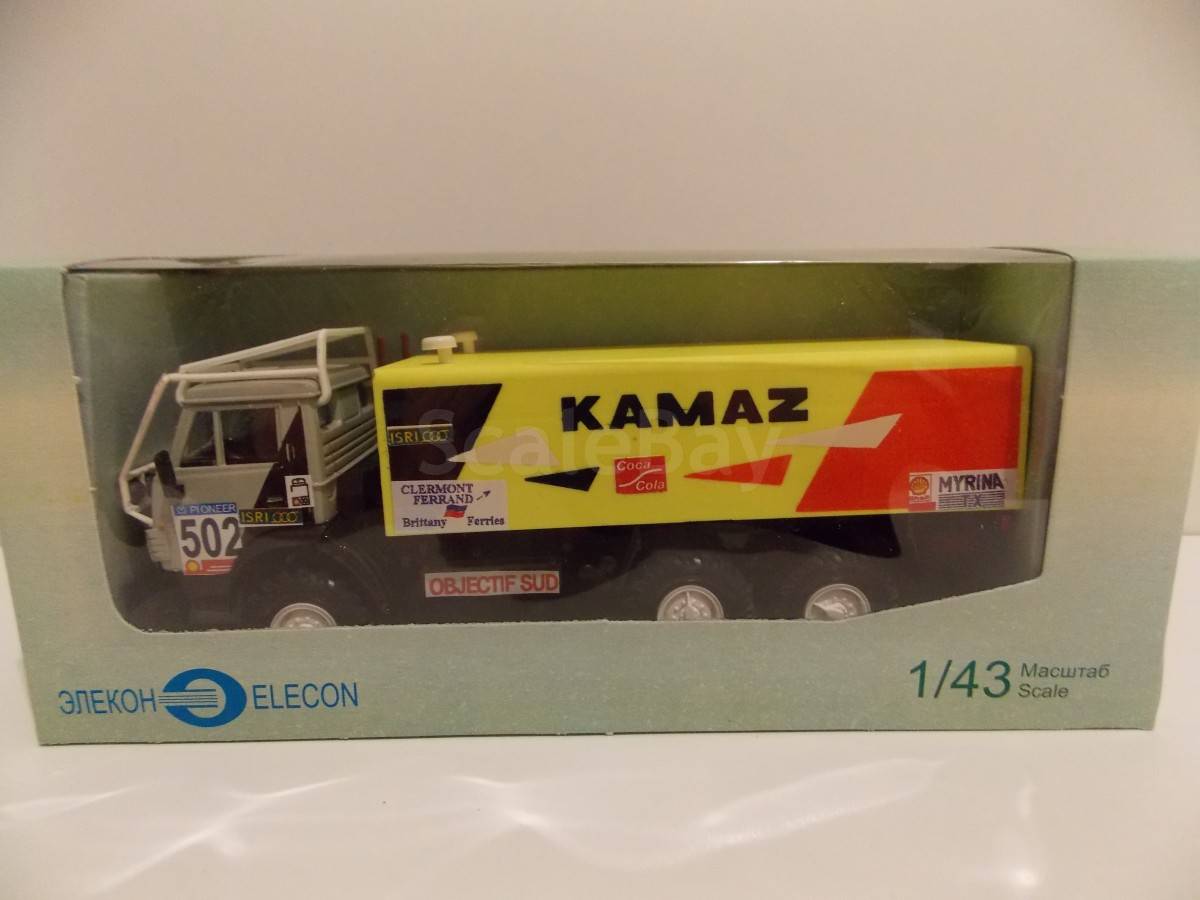 KAMAZ
ScaleBay
ISRI
Coca
Cola
CLERMONT
FERRAND
Brittany Ferries
MYRINA
TX
PIONEER
502
ISRI
OBJECTIF SUD
ЭЛЕКОН ELECON
1/43 Масштаб
Scale